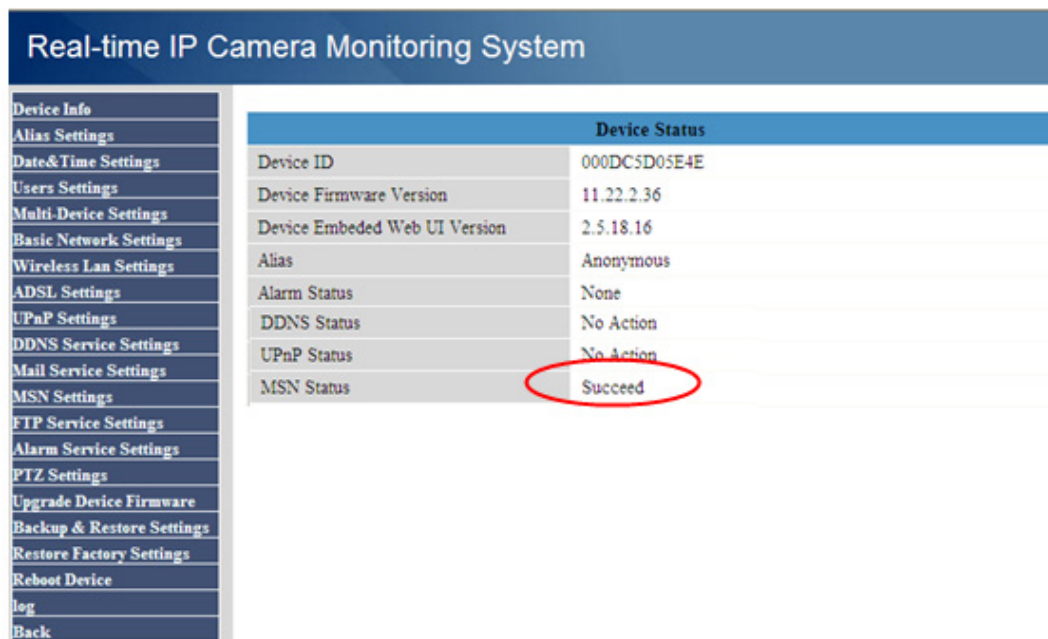 Real-time IP Camera Monitoring System
Device Info
Alias Settings
Date&Time Settings
Users Settings
Multi-Device Settings
Basic Network Settings
Wireless Lan Settings
ADSL Settings
UPnP Settings
DDNS Service Settings
Mail Service Settings
MSN Settings
FTP Service Settings
Alarm Service Settings
PTZ Settings
Upgrade Device Firmware
Backup & Restore Settings
Restore Factory Settings
Reboot Device
log
Back
Device Status
Device ID 000DC5D05E4E
Device Firmware Version 11.22.2.36
Device Embeded Web UI Version 2.5.18.16
Alias Anonymous
Alarm Status None
DDNS Status No Action
UPnP Status No Action
MSN Status Succeed